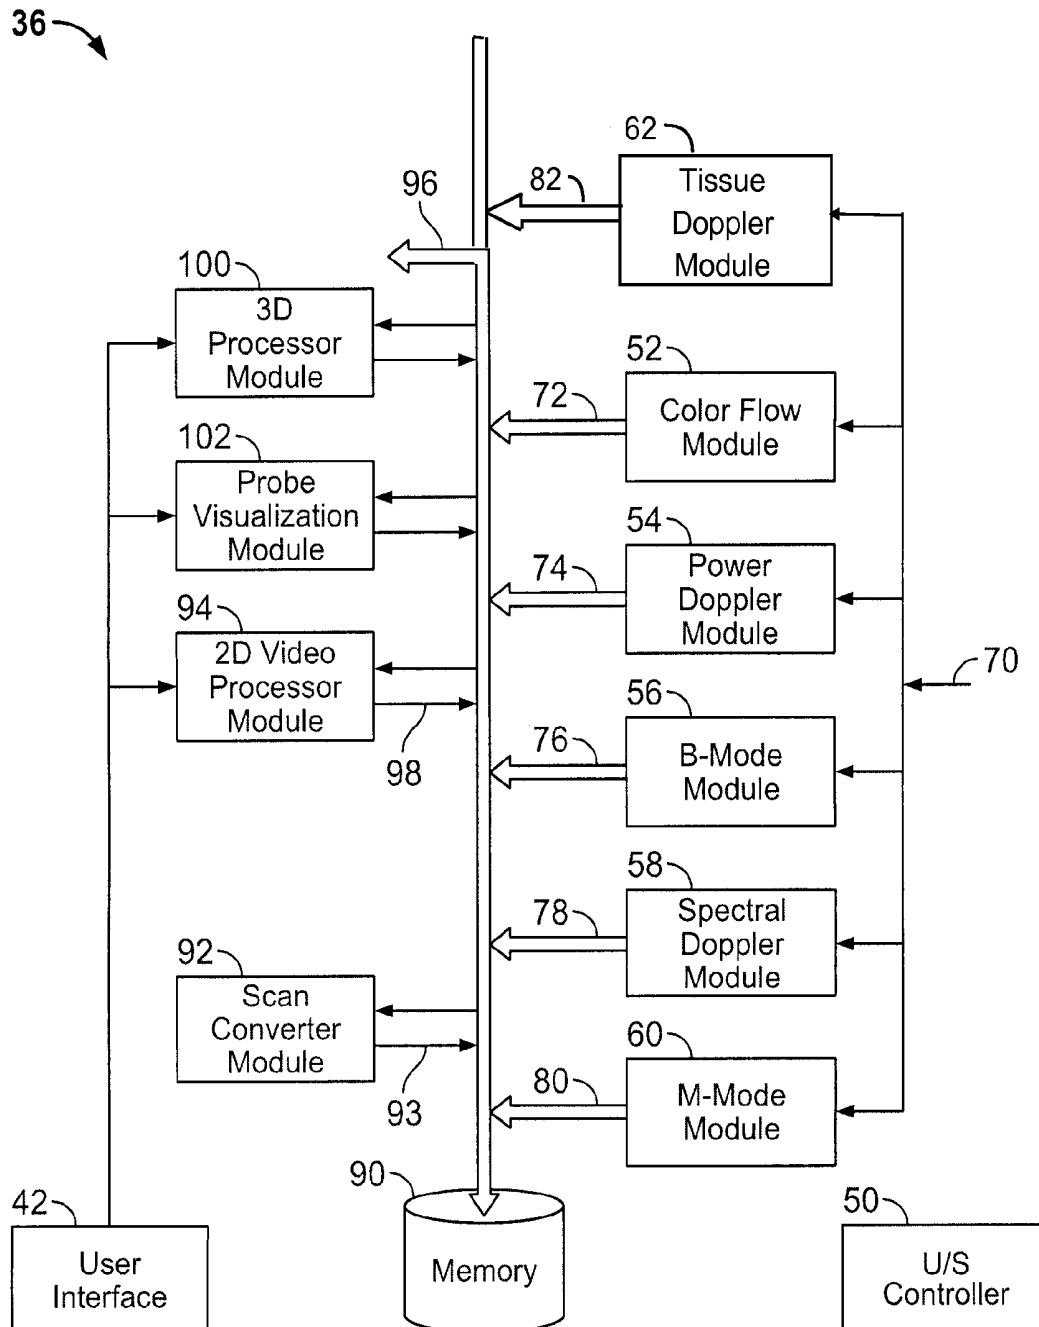 36
62
82
Tissue
Doppler
Module
96
100
3D
Processor
Module
52
72
Color Flow
Module
102
Probe
Visualization
Module
54
74
Power
Doppler
Module
94
2D Video
Processor
Module
98
70
56
76
B-Mode
Module
58
78
Spectral
Doppler
Module
92
Scan
Converter
Module
93
60
80
M-Mode
Module
90
Memory
42
User
Interface
50
U/S
Controller